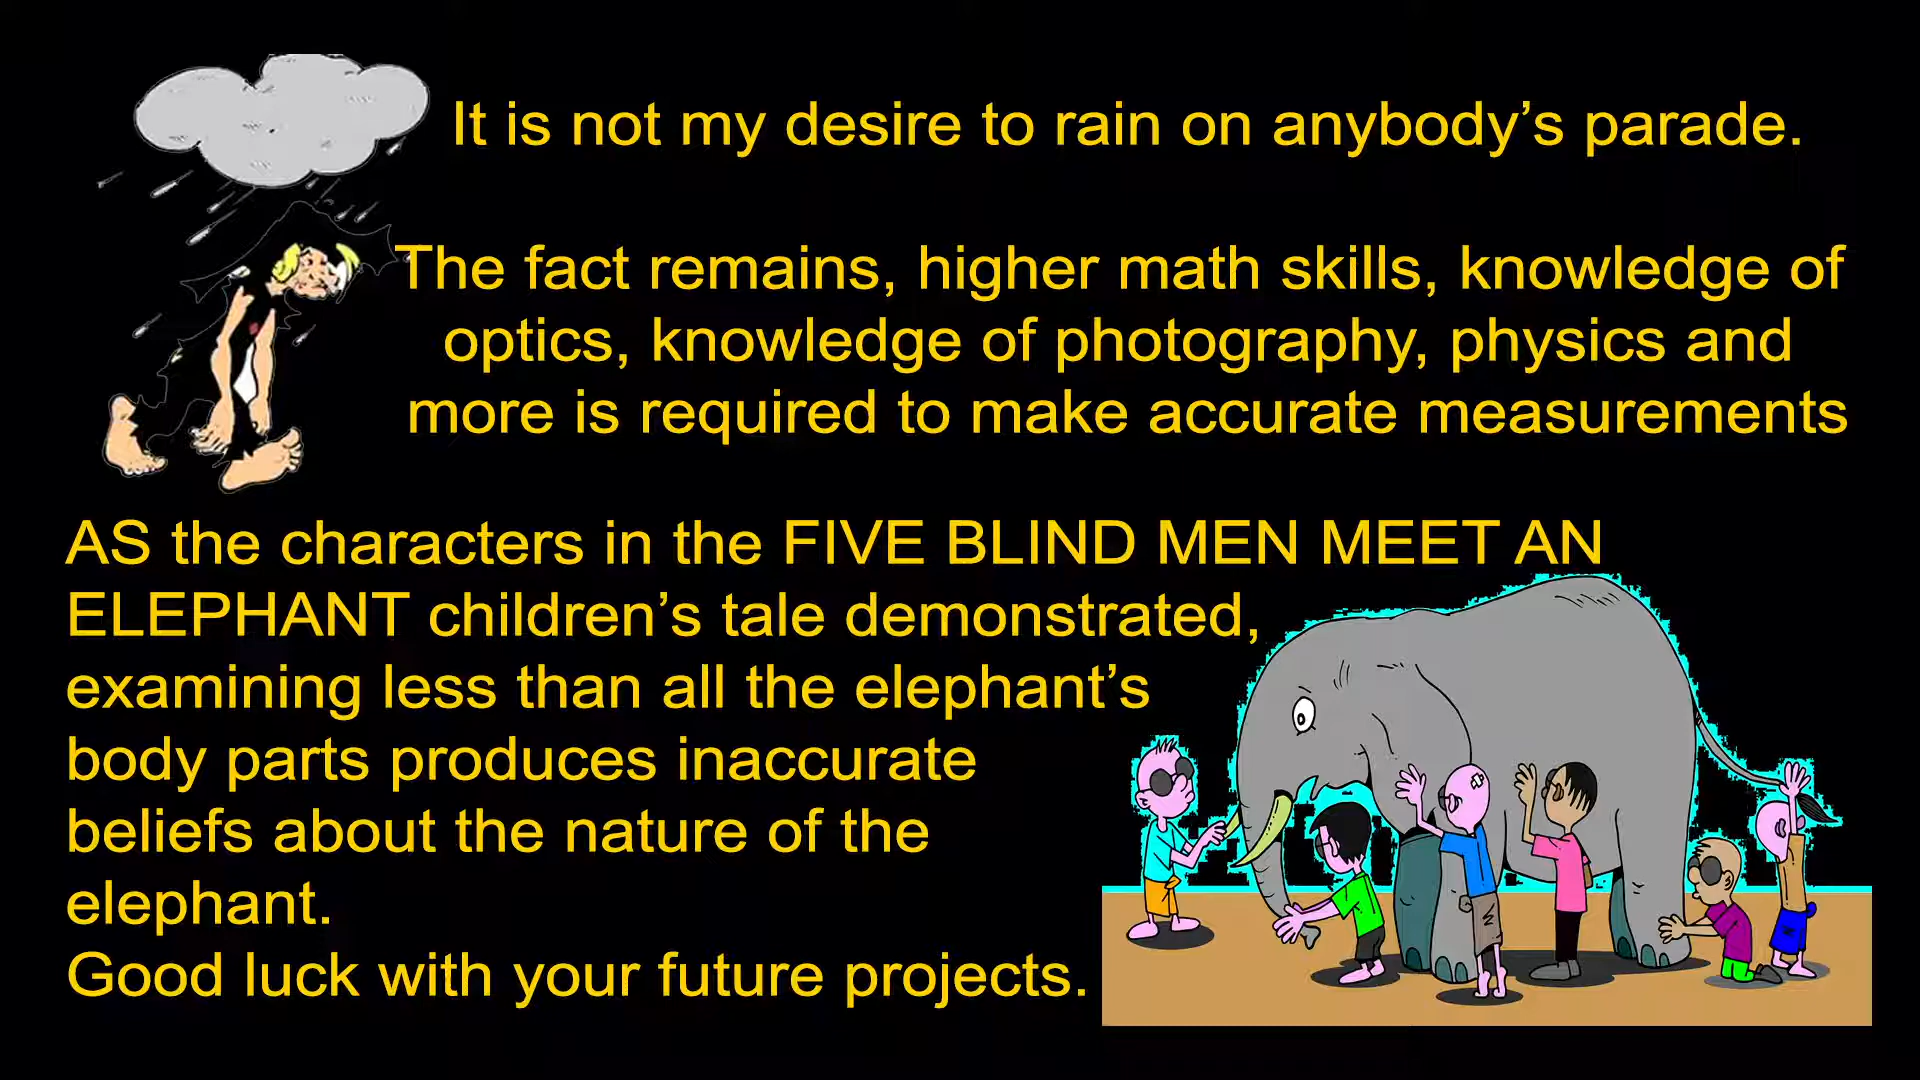 It is not my desire to rain on anybody’s parade.
The fact remains, higher math skills, knowledge of
optics, knowledge of photography, physics and
more is required to make accurate measurements
AS the characters in the FIVE BLIND MEN MEET AN
ELEPHANT children’s tale demonstrated,
examining less than all the elephant’s
body parts produces inaccurate
beliefs about the nature of the
elephant.
Good luck with your future projects.